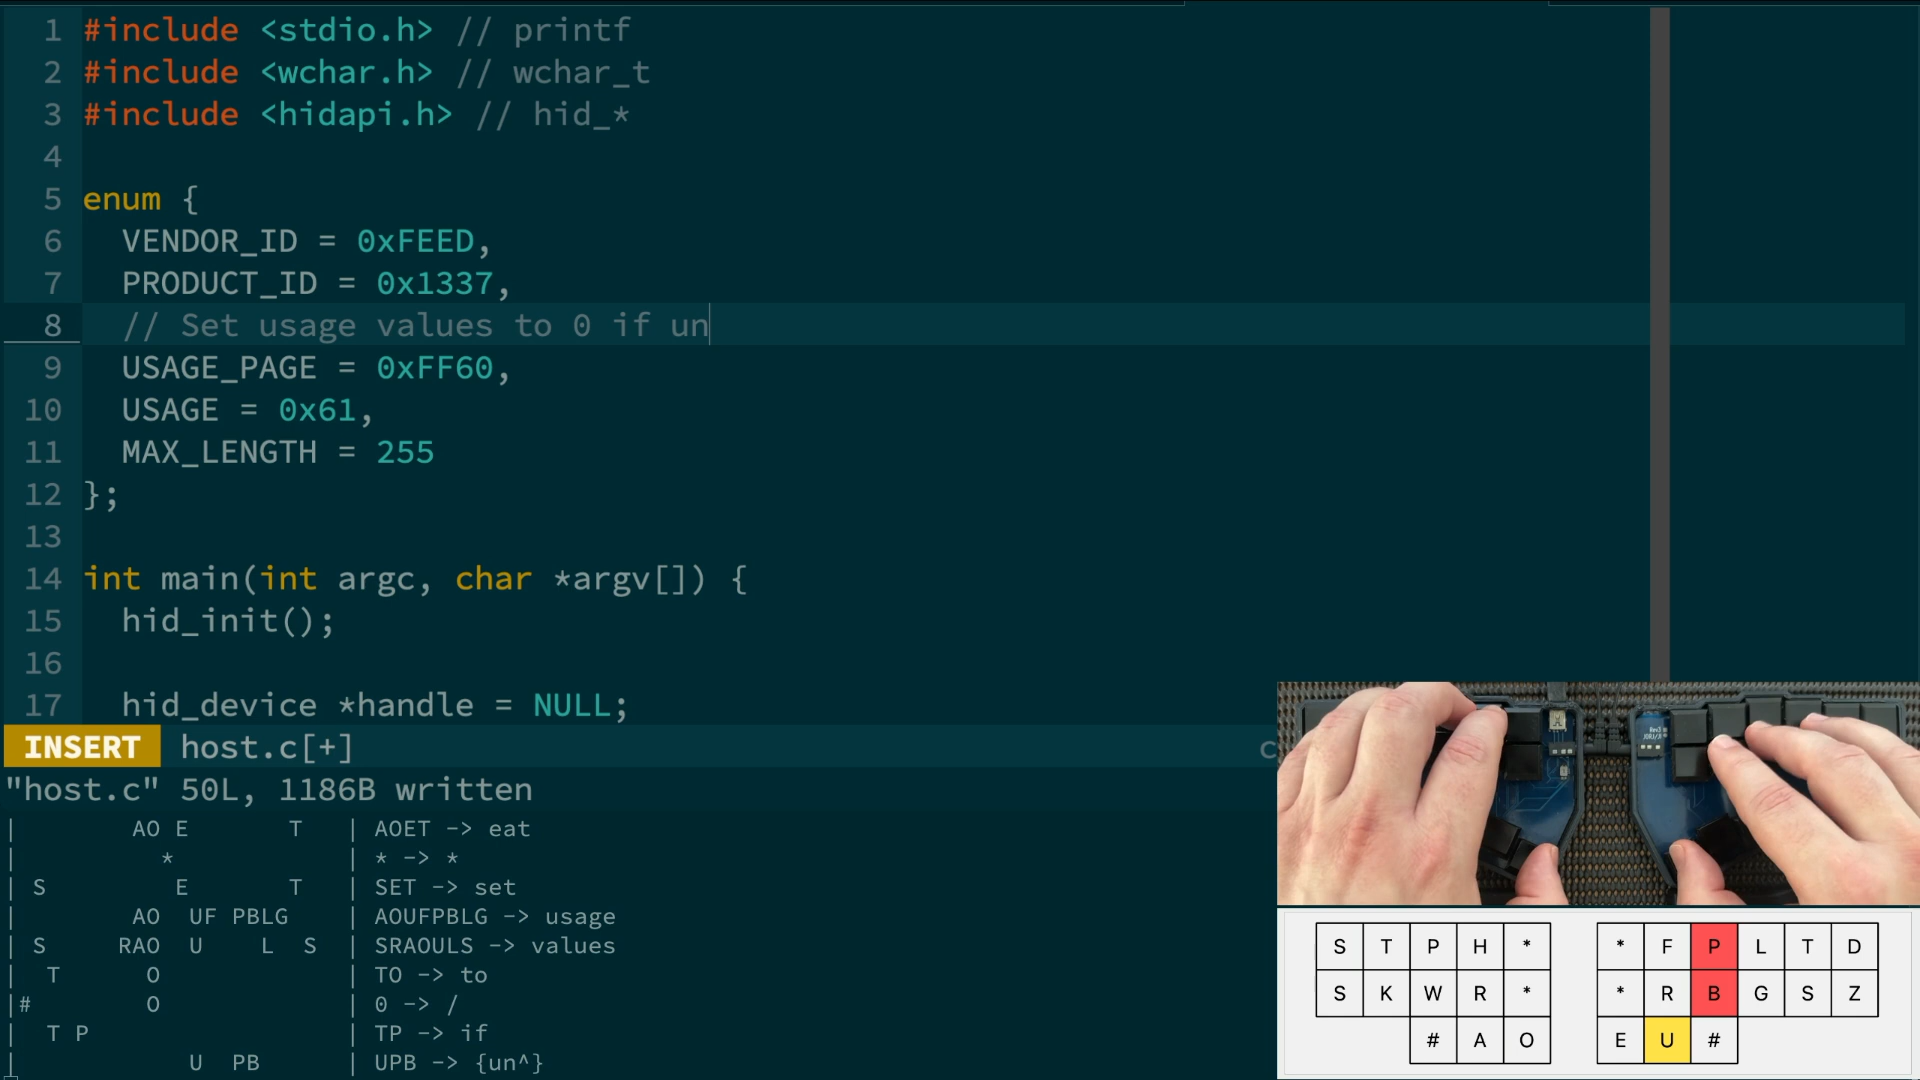 1 #include <stdio.h> // printf
2 #include <wchar.h> // wchar_t
3 #include <hidapi.h> // hid_*
4
5 enum {
6 VENDOR_ID = 0xFEED,
7 PRODUCT_ID = 0x1337,
8 // Set usage values to 0 if un
9 USAGE_PAGE = 0xFF60,
10 USAGE = 0x61,
11 MAX_LENGTH = 255
12 };
13
14 int main(int argc, char *argv[]) {
15 hid_init();
16
17 hid_device *handle = NULL;
INSERT host.c[+] c
"host.c" 50L, 1186B written
| AO E T | AOET -> eat
| * | * -> *
| S E T | SET -> set
| AO UF PBLG | AOUFPBLG -> usage
| S RAO U L S | SRAOULS -> values
| T O | TO -> to
|# O | 0 -> /
| T P | TP -> if
| U PB | UPB -> {un^}
S T P H * * F P L T D
S K W R * * R B G S Z
# A O E U #